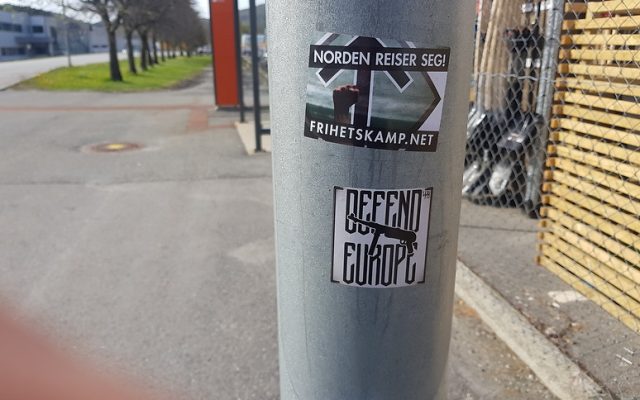 NORDEN REISER SEG!
FRIHETSKAMP.NET
DEFEND
EUROPE